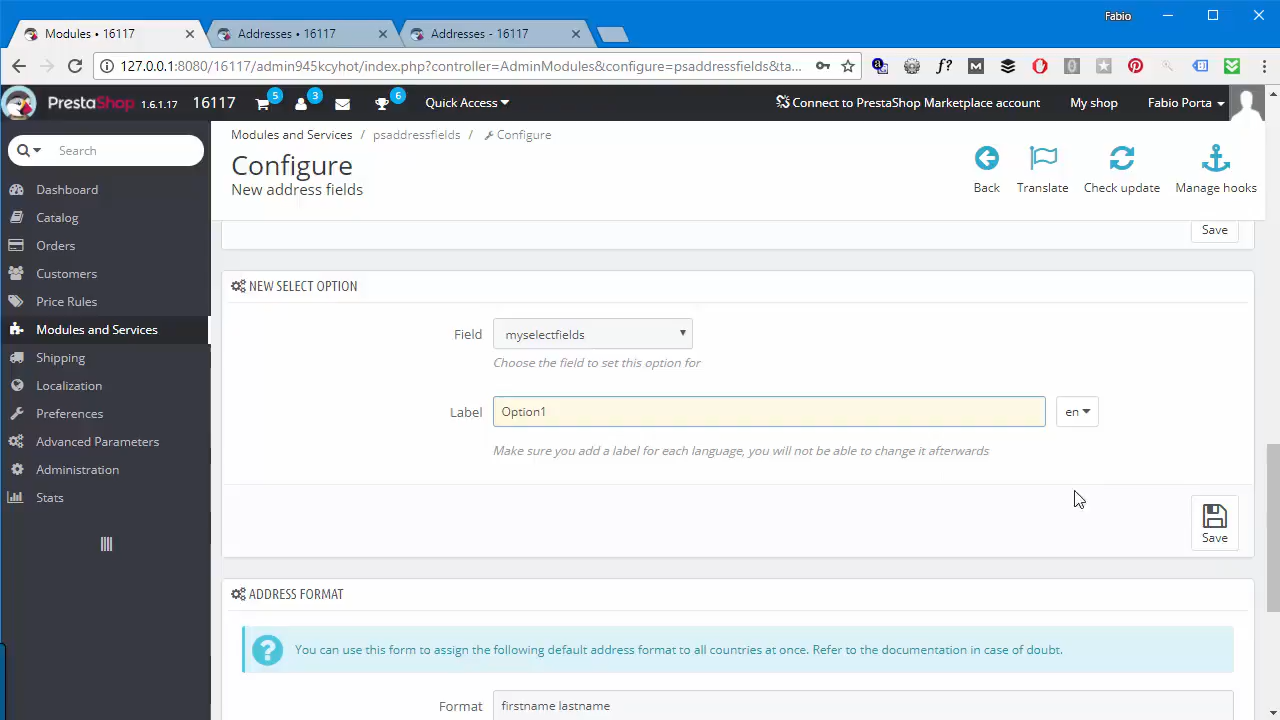 Fabio
Modules • 16117
Addresses • 16117
Addresses - 16117
127.0.0.1:8080/16117/admin945kcyhot/index.php?controller=AdminModules&configure=psaddressfields&ta...
PrestaShop 1.6.1.17 16117 5 3 6 Quick Access
Connect to PrestaShop Marketplace account My shop Fabio Porta
Search
Dashboard
Catalog
Orders
Customers
Price Rules
Modules and Services
Shipping
Localization
Preferences
Advanced Parameters
Administration
Stats
Modules and Services / psaddressfields / Configure
Configure
New address fields
Back Translate Check update Manage hooks
Save
NEW SELECT OPTION
Field myselectfields
Choose the field to set this option for
Label Option1 en
Make sure you add a label for each language, you will not be able to change it afterwards
Save
ADDRESS FORMAT
? You can use this form to assign the following default address format to all countries at once. Refer to the documentation in case of doubt.
Format firstname lastname